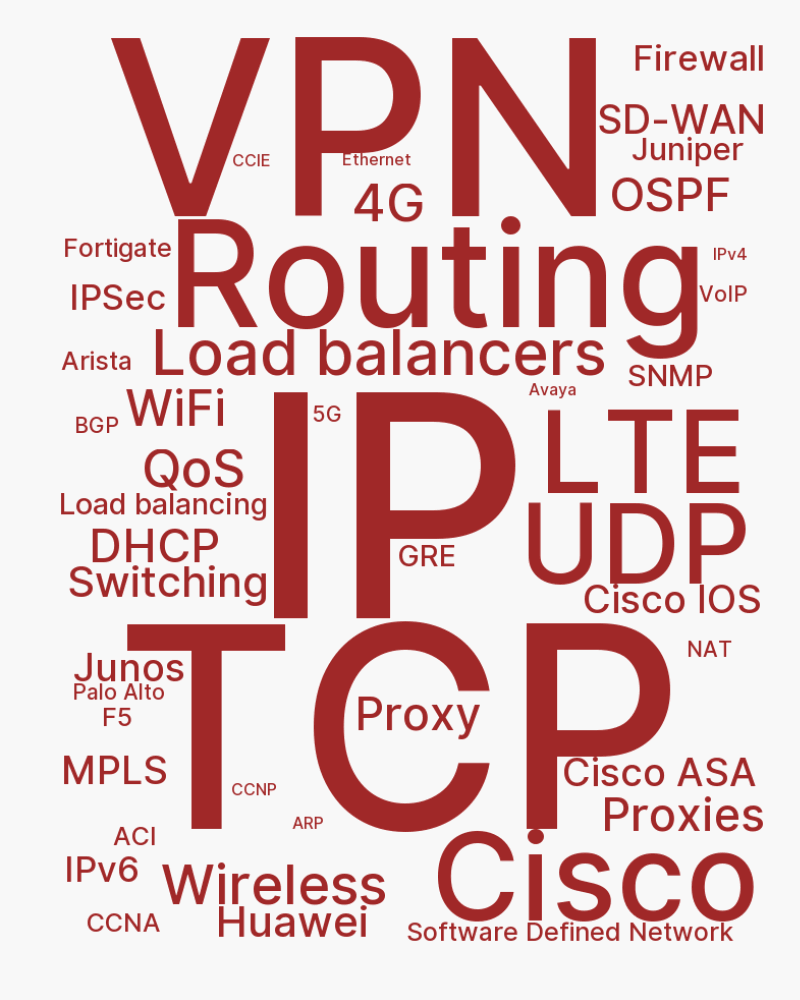 VPN
Firewall
SD-WAN
Juniper
CCIE
Ethernet
4G
OSPF
Fortigate
Routing
IPv4
IPSec
VoIP
Arista
Load balancers
SNMP
Avaya
WiFi
5G
BGP
IP
LTE
QoS
Load balancing
UDP
DHCP
GRE
Switching
Cisco IOS
TCP
NAT
Junos
Palo Alto
F5
Proxy
MPLS
Cisco ASA
CCNP
Proxies
ARP
ACI
Cisco
IPv6
Wireless
CCNA
Huawei
Software Defined Network